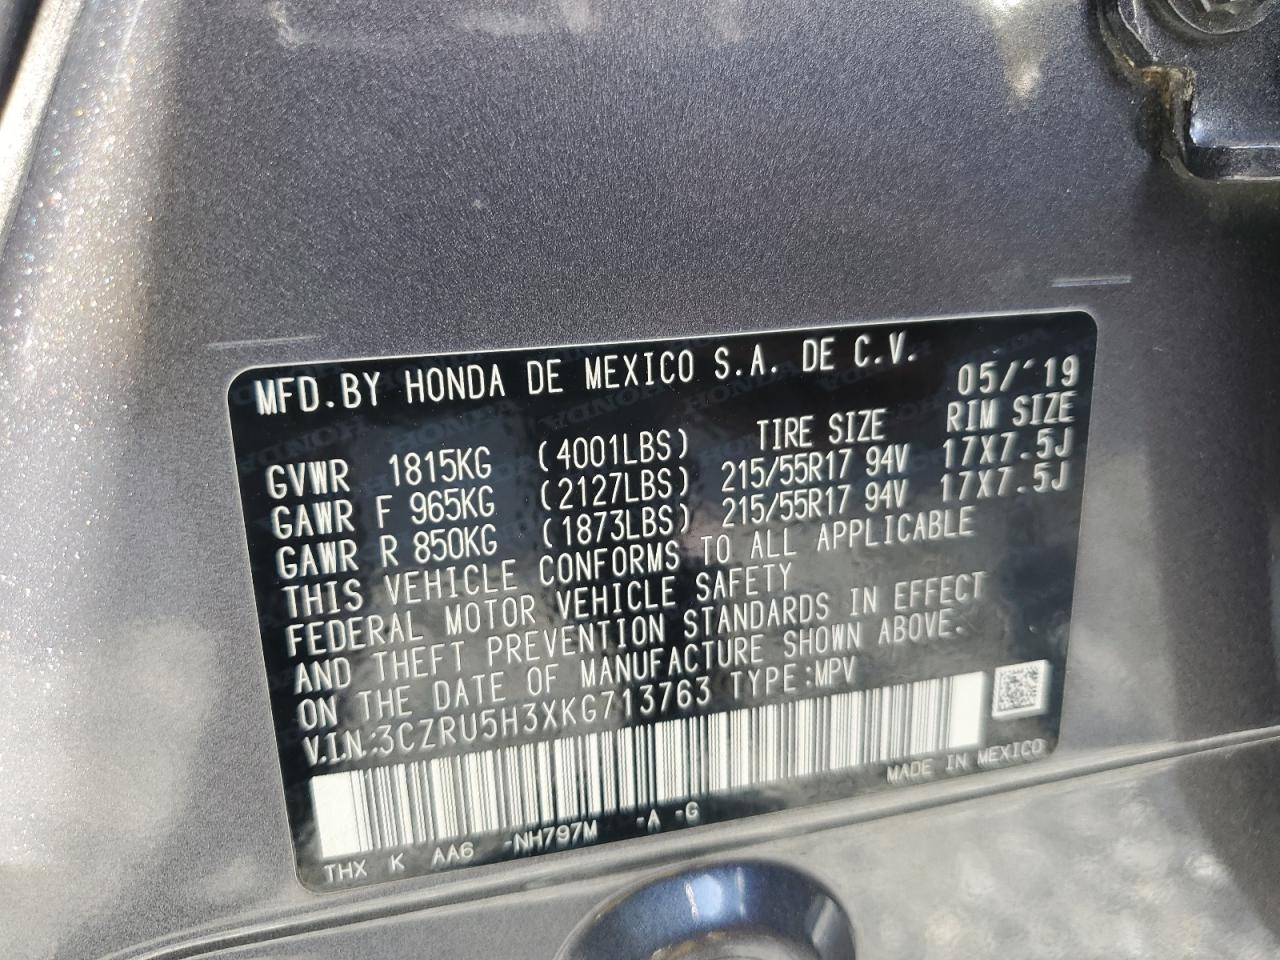 MFD.BY HONDA DE MEXICO S.A. DE C.V. 05/'19
TIRE SIZE RIM SIZE
GVWR 1815KG (4001LBS)
GAWR F 965KG (2127LBS) 215/55R17 94V 17X7.5J
GAWR R 850KG (1873LBS) 215/55R17 94V 17X7.5J
THIS VEHICLE CONFORMS TO ALL APPLICABLE
FEDERAL MOTOR VEHICLE SAFETY
AND THEFT PREVENTION STANDARDS IN EFFECT
ON THE DATE OF MANUFACTURE SHOWN ABOVE.
V.I.N.:3CZRU5H3XKG713763 TYPE:MPV
MADE IN MEXICO
THX K AA6 -NH797M -A -G